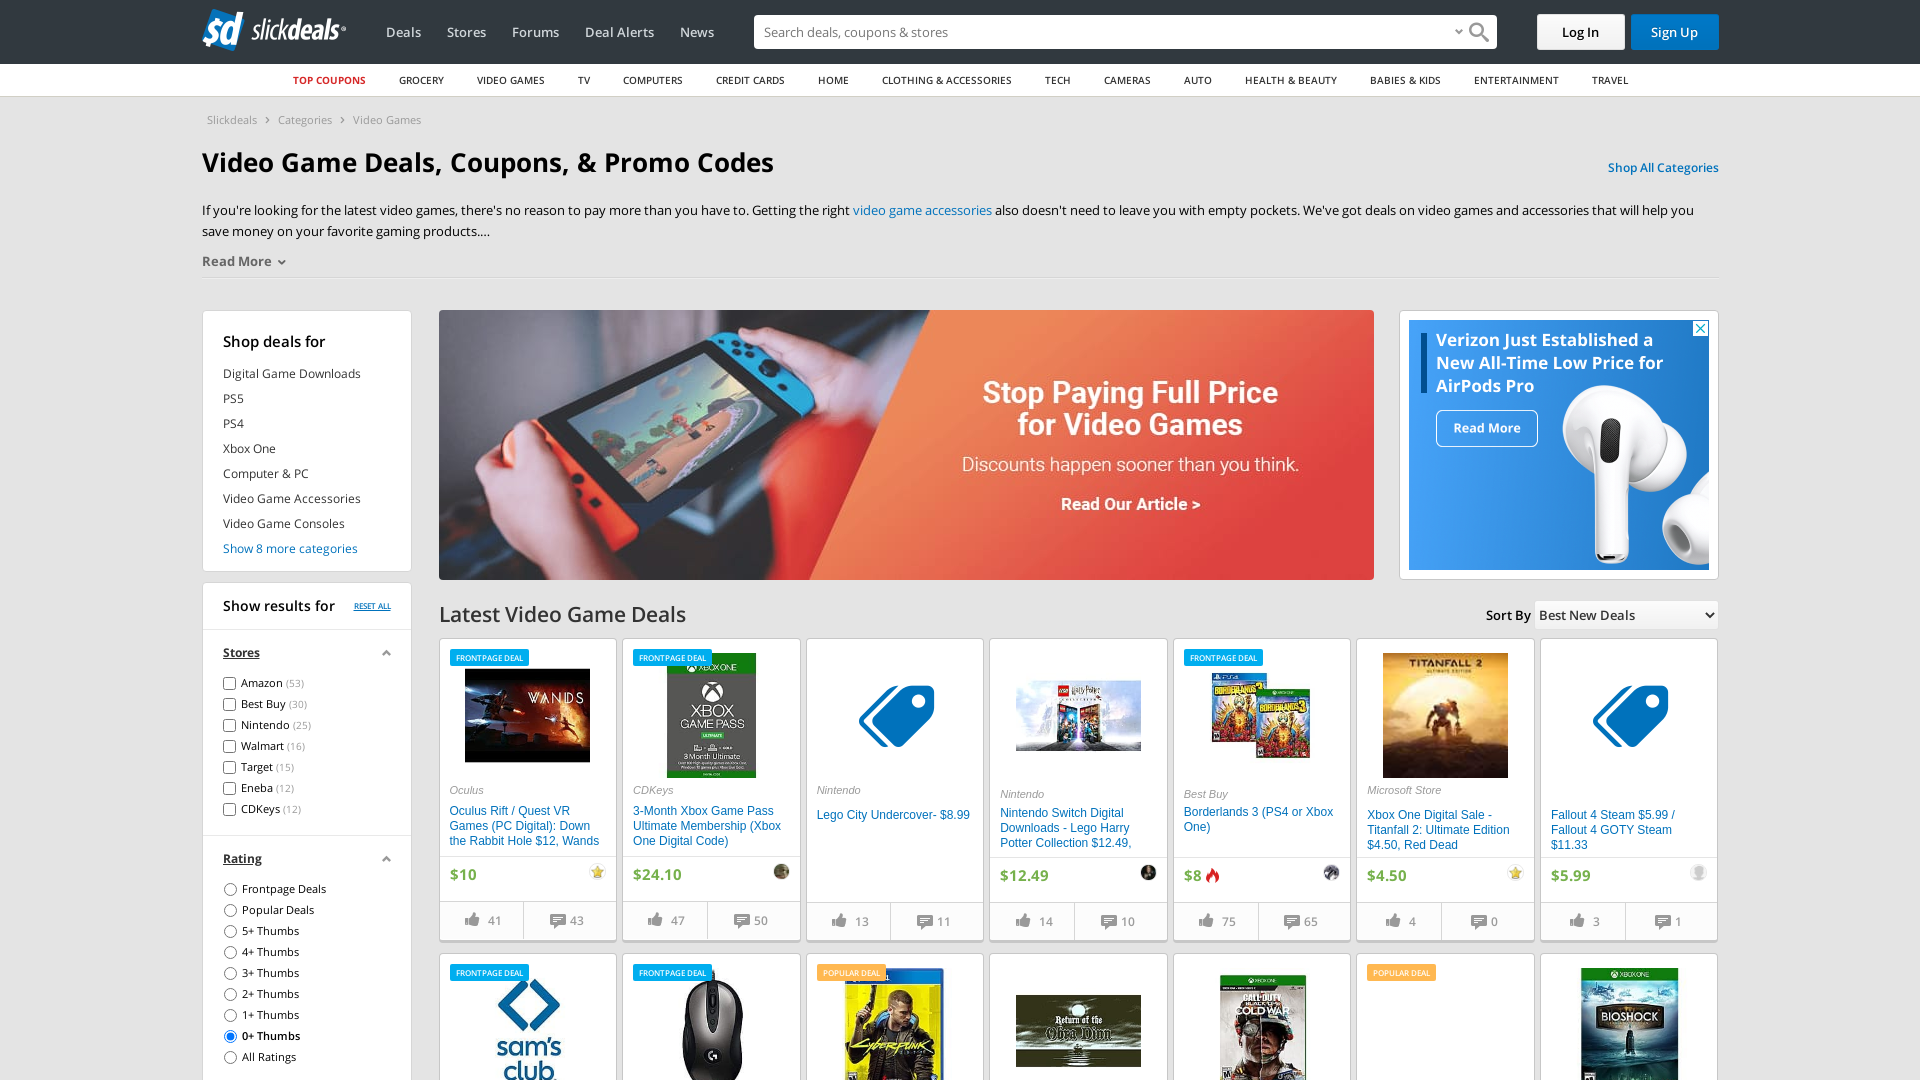 sd slickdeals
Deals
Stores
Forums
Deal Alerts
News
Search deals, coupons & stores
Log In
Sign Up
TOP COUPONS
GROCERY
VIDEO GAMES
TV
COMPUTERS
CREDIT CARDS
HOME
CLOTHING & ACCESSORIES
TECH
CAMERAS
AUTO
HEALTH & BEAUTY
BABIES & KIDS
ENTERTAINMENT
TRAVEL
Slickdeals > Categories > Video Games
Video Game Deals, Coupons, & Promo Codes
Shop All Categories
If you're looking for the latest video games, there's no reason to pay more than you have to. Getting the right video game accessories also doesn't need to leave you with empty pockets. We've got deals on video games and accessories that will help you
save money on your favorite gaming products....
Read More
Shop deals for
Digital Game Downloads
PS5
PS4
Xbox One
Computer & PC
Video Game Accessories
Video Game Consoles
Show 8 more categories
Show results for
RESET ALL
Stores
Amazon (53)
Best Buy (30)
Nintendo (25)
Walmart (16)
Target (15)
Eneba (12)
CDKeys (12)
Rating
Frontpage Deals
Popular Deals
5+ Thumbs
4+ Thumbs
3+ Thumbs
2+ Thumbs
1+ Thumbs
0+ Thumbs
All Ratings
Stop Paying Full Price
for Video Games
Discounts happen sooner than you think.
Read Our Article >
Verizon Just Established a
New All-Time Low Price for
AirPods Pro
Read More
Latest Video Game Deals
Sort By
Best New Deals
FRONTPAGE DEAL
WANDS
Oculus
Oculus Rift / Quest VR
Games (PC Digital): Down
the Rabbit Hole $12, Wands
$10
41
43
FRONTPAGE DEAL
XBOX ONE
XBOX
GAME PASS
ULTIMATE
3 Month Ultimate
CDKeys
3-Month Xbox Game Pass
Ultimate Membership (Xbox
One Digital Code)
$24.10
47
50
Nintendo
Lego City Undercover- $8.99
13
11
LEGO
Harry Potter
Nintendo
Nintendo Switch Digital
Downloads - Lego Harry
Potter Collection $12.49,
$12.49
14
10
FRONTPAGE DEAL
BORDERLANDS 3
BORDERLANDS 3
Best Buy
Borderlands 3 (PS4 or Xbox
One)
$8
75
65
TITANFALL 2
ULTIMATE EDITION
Microsoft Store
Xbox One Digital Sale -
Titanfall 2: Ultimate Edition
$4.50, Red Dead
$4.50
4
0
Fallout 4 Steam $5.99 /
Fallout 4 GOTY Steam
$11.33
$5.99
3
1
FRONTPAGE DEAL
sam's
club
FRONTPAGE DEAL
G
POPULAR DEAL
Cyberpunk
Return of the
Obra Dinn
XBOX ONE
CALL OF DUTY
BLACK OPS
COLD WAR
POPULAR DEAL
XBOX ONE
BIOSHOCK